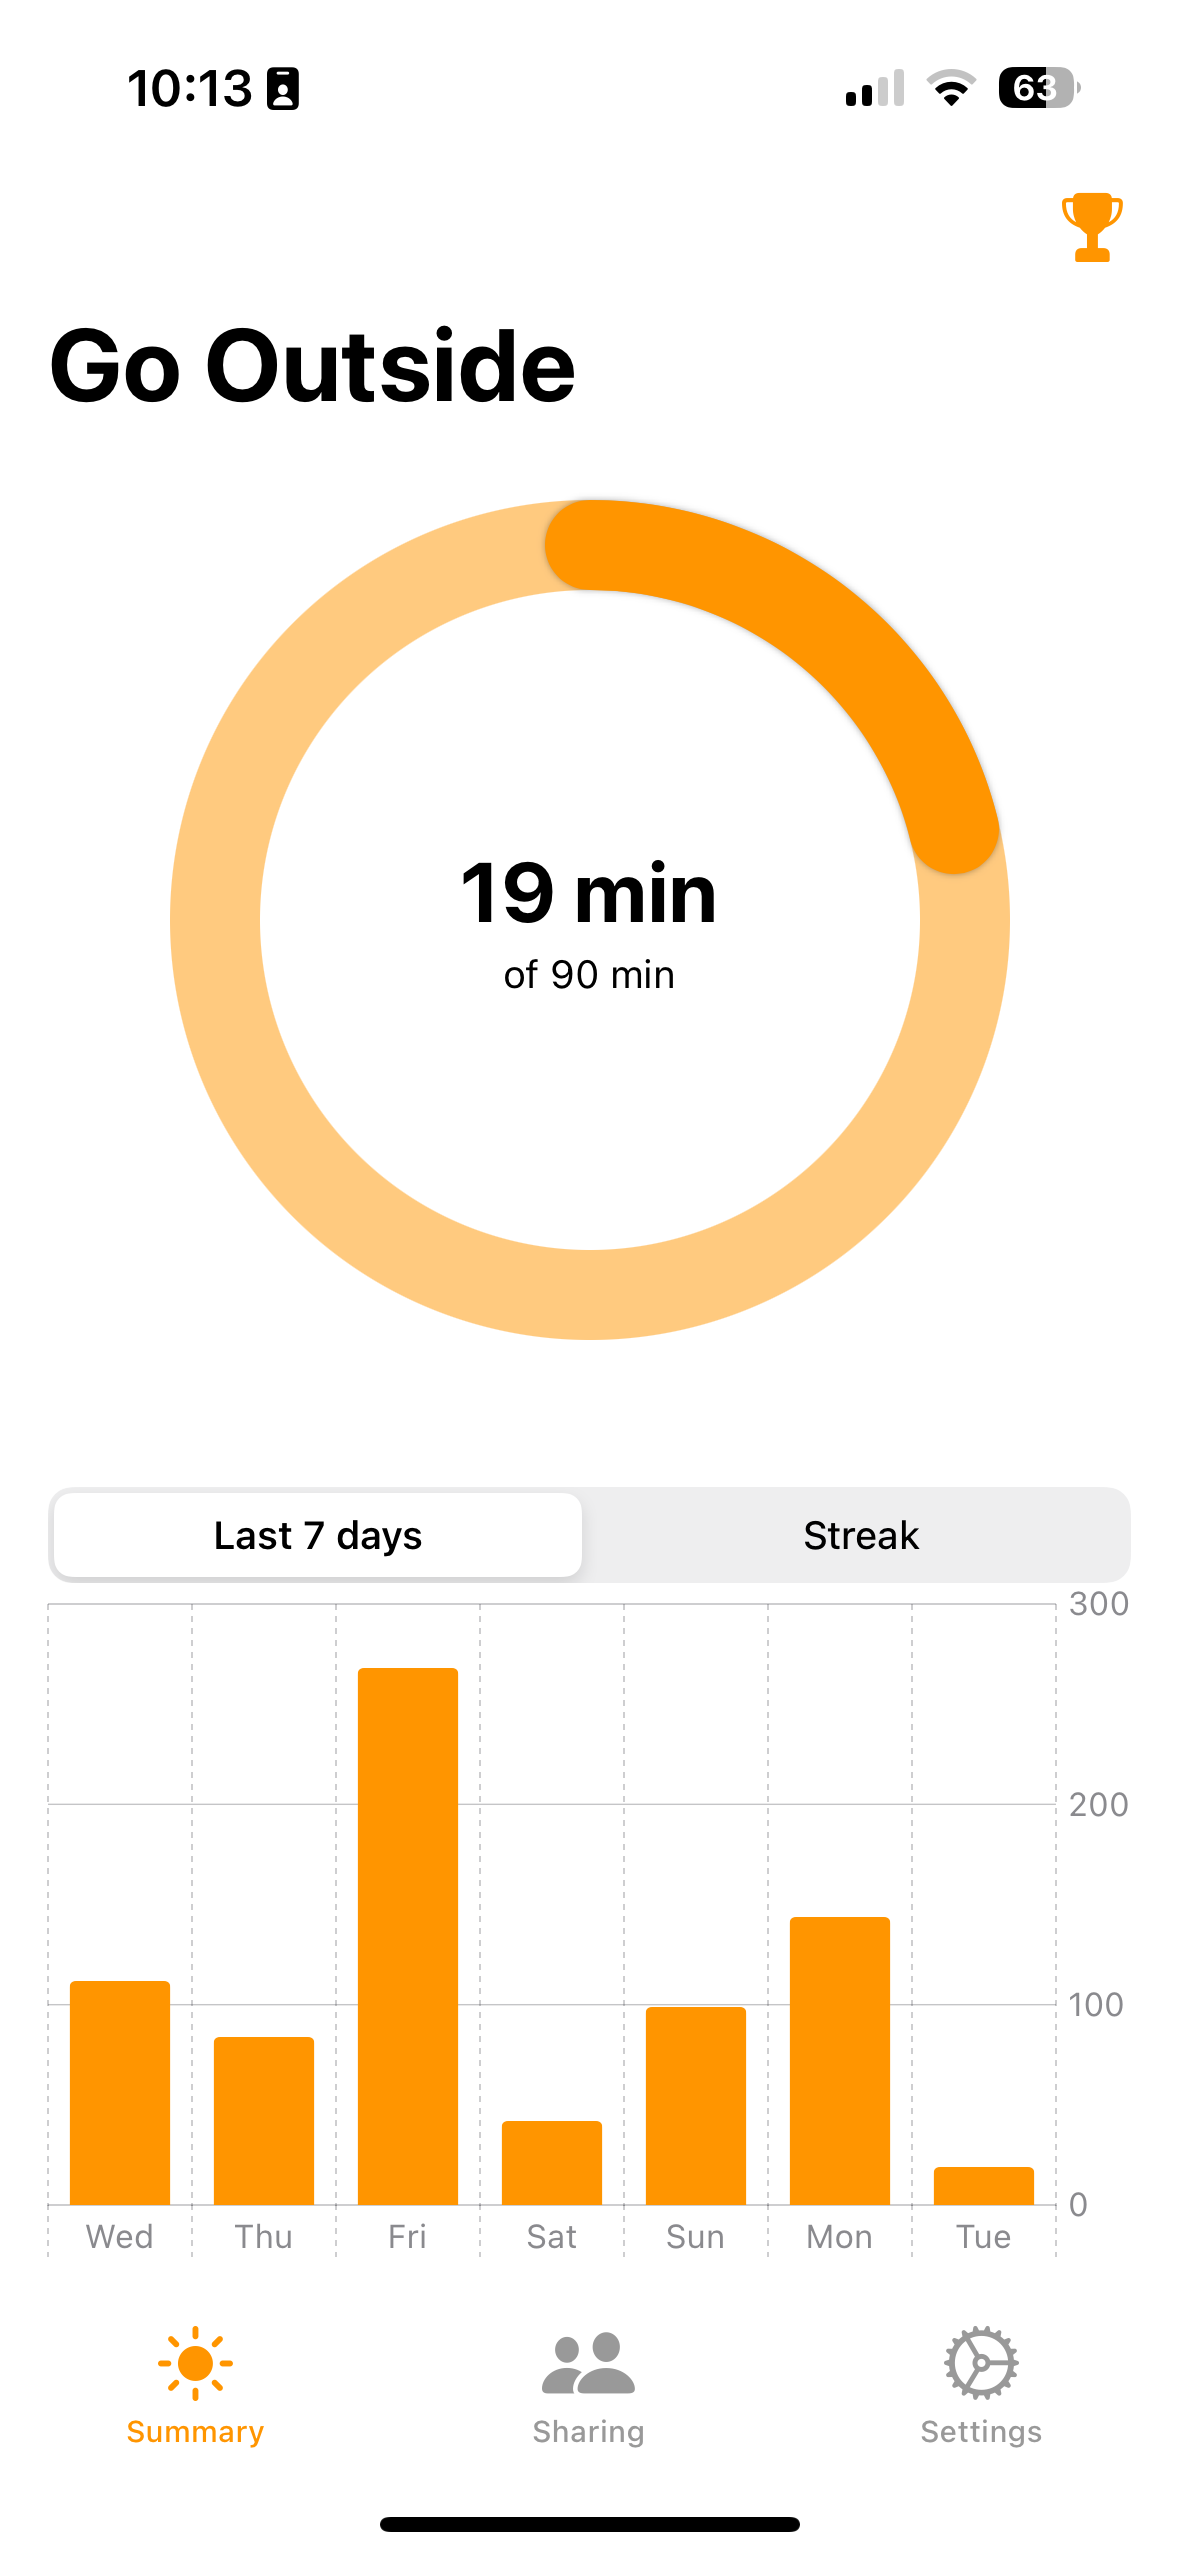 10:13
63
Go Outside
19 min
of 90 min
Last 7 days
Streak
300
200
100
0
Wed Thu Fri Sat Sun Mon Tue
Summary
Sharing
Settings